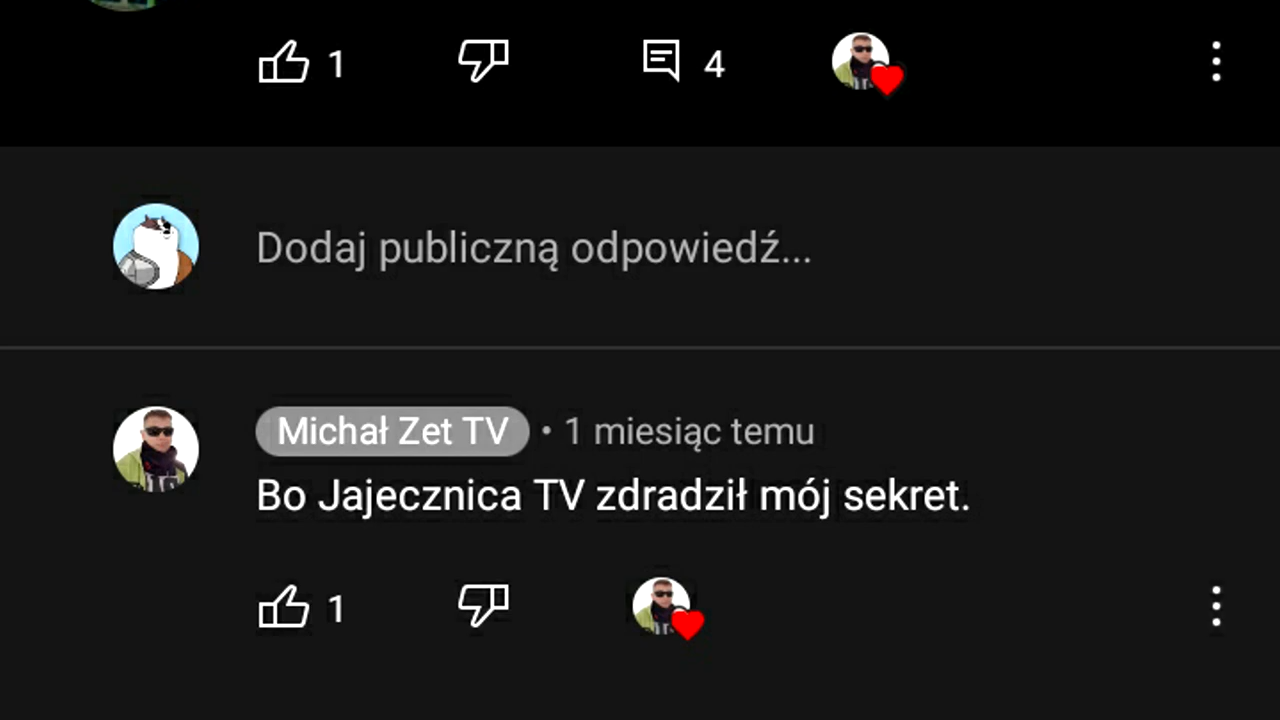 1 4
Dodaj publiczną odpowiedź...
Michał Zet TV • 1 miesiąc temu
Bo Jajecznica TV zdradził mój sekret.
1